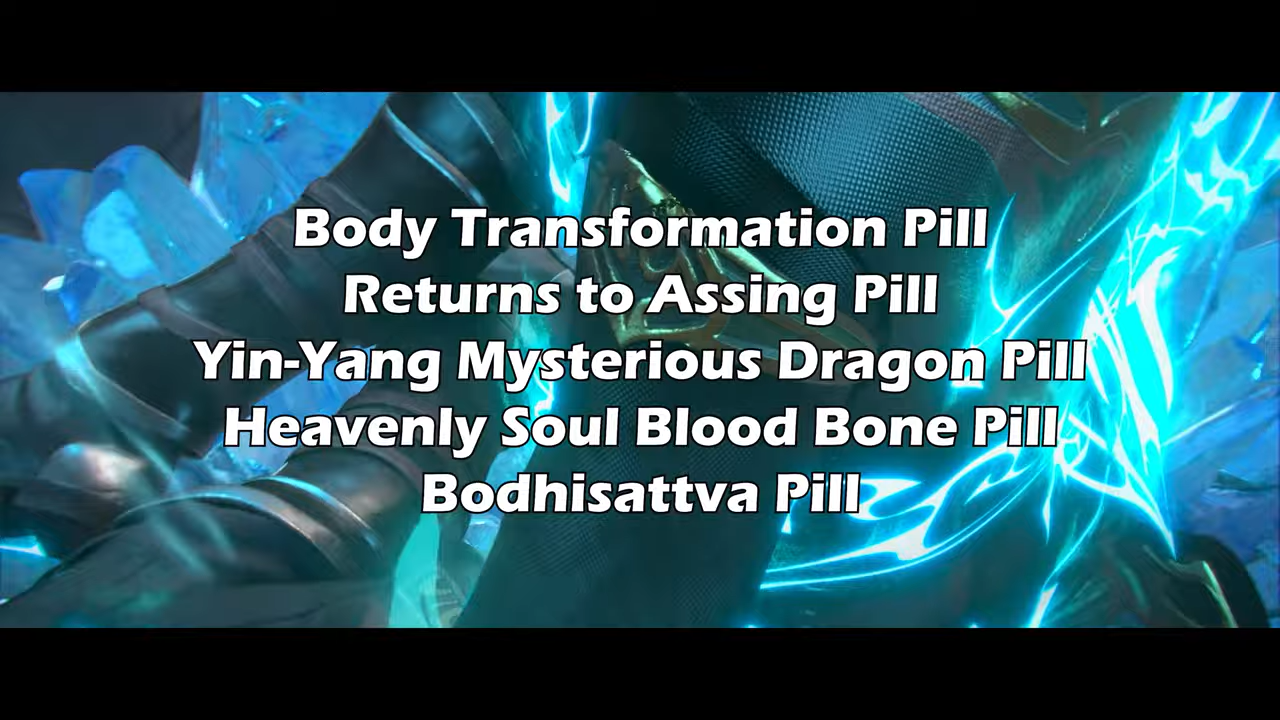 Body Transformation Pill
Returns to Assing Pill
Yin-Yang Mysterious Dragon Pill
Heavenly Soul Blood Bone Pill
Bodhisattva Pill